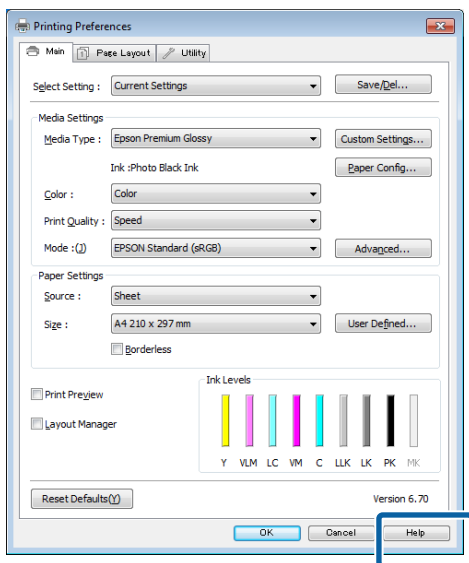 Printing Preferences
Main Page Layout Utility
Select Setting : Current Settings Save/Del...
Media Settings
Media Type : Epson Premium Glossy Custom Settings...
Ink :Photo Black Ink Paper Config...
Color : Color
Print Quality : Speed
Mode :(J) EPSON Standard (sRGB) Advanced...
Paper Settings
Source : Sheet
Size : A4 210 x 297 mm User Defined...
Borderless
Ink Levels
Print Preview
Layout Manager
Y VLM LC VM C LLK LK PK MK
Reset Defaults(Y) Version 6.70
OK Cancel Help